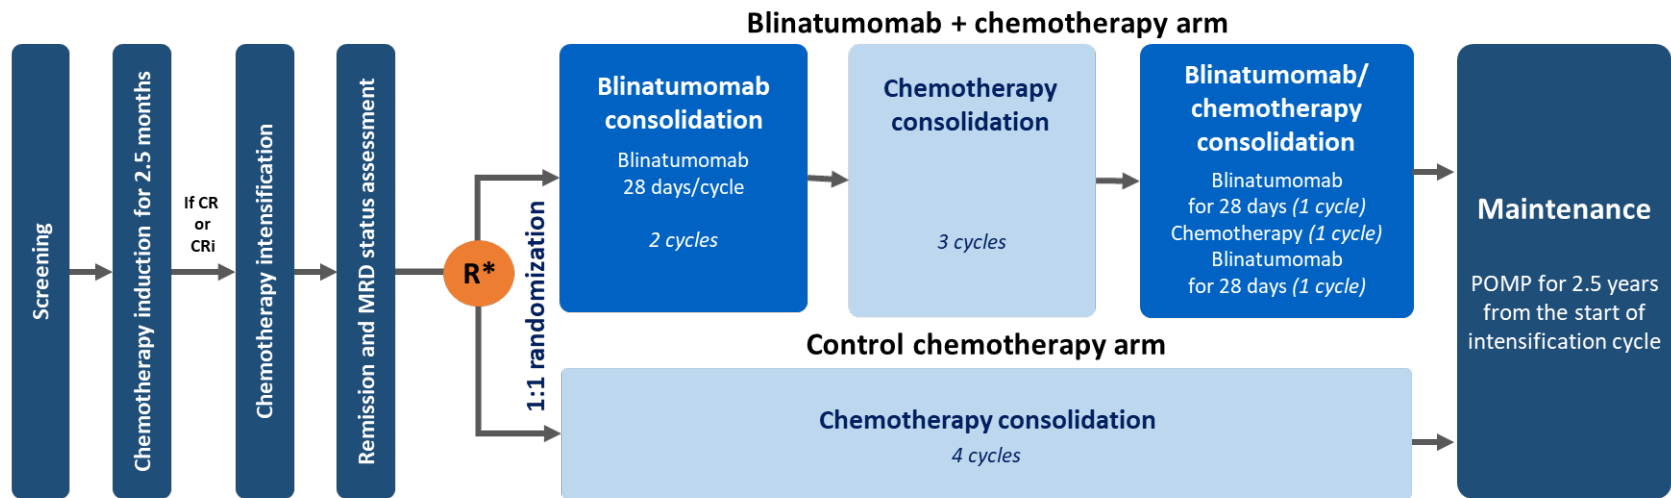 Blinatumomab + chemotherapy arm
Screening
Chemotherapy induction for 2.5 months
If CR
or
CRi
Chemotherapy intensification
Remission and MRD status assessment
R*
1:1 randomization
Blinatumomab
consolidation
Blinatumomab
28 days/cycle
2 cycles
Chemotherapy
consolidation
3 cycles
Blinatumomab/
chemotherapy
consolidation
Blinatumomab
for 28 days (1 cycle)
Chemotherapy (1 cycle)
Blinatumomab
for 28 days (1 cycle)
Control chemotherapy arm
Chemotherapy consolidation
4 cycles
Maintenance
POMP for 2.5 years
from the start of
intensification cycle